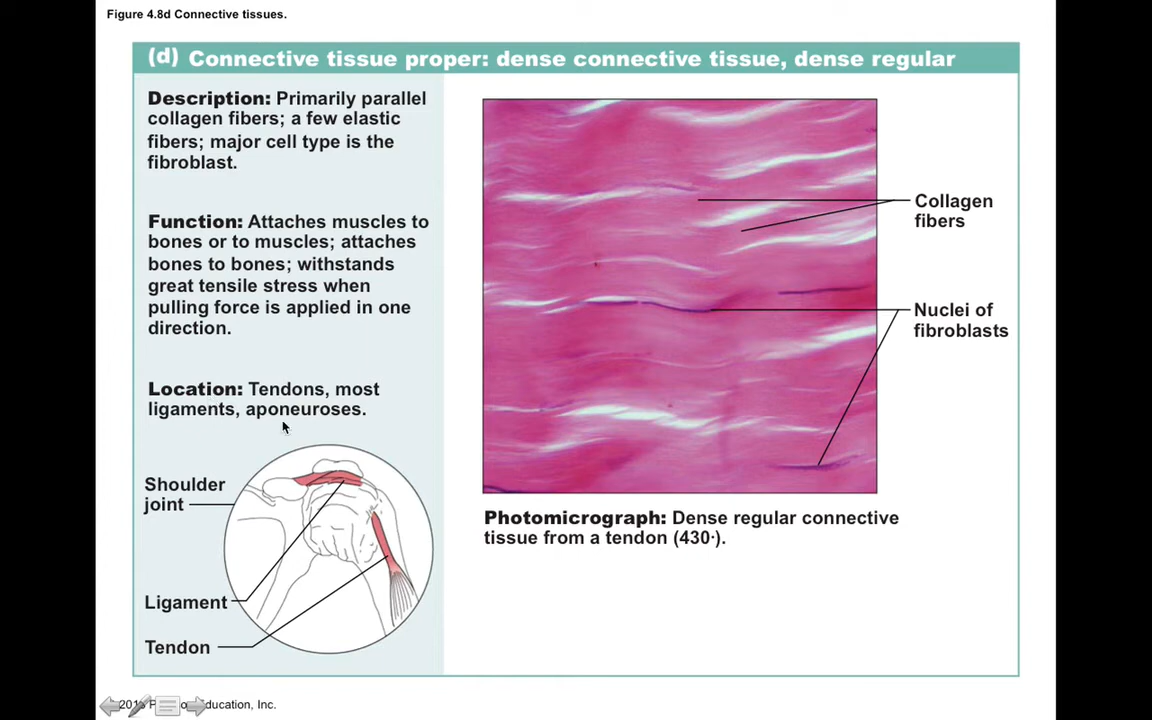 Figure 4.8d Connective tissues.
(d) Connective tissue proper: dense connective tissue, dense regular
Description: Primarily parallel
collagen fibers; a few elastic
fibers; major cell type is the
fibroblast.
Function: Attaches muscles to
bones or to muscles; attaches
bones to bones; withstands
great tensile stress when
pulling force is applied in one
direction.
Location: Tendons, most
ligaments, aponeuroses.
Shoulder
joint
Ligament
Tendon
Collagen
fibers
Nuclei of
fibroblasts
Photomicrograph: Dense regular connective
tissue from a tendon (430·).
Inc.